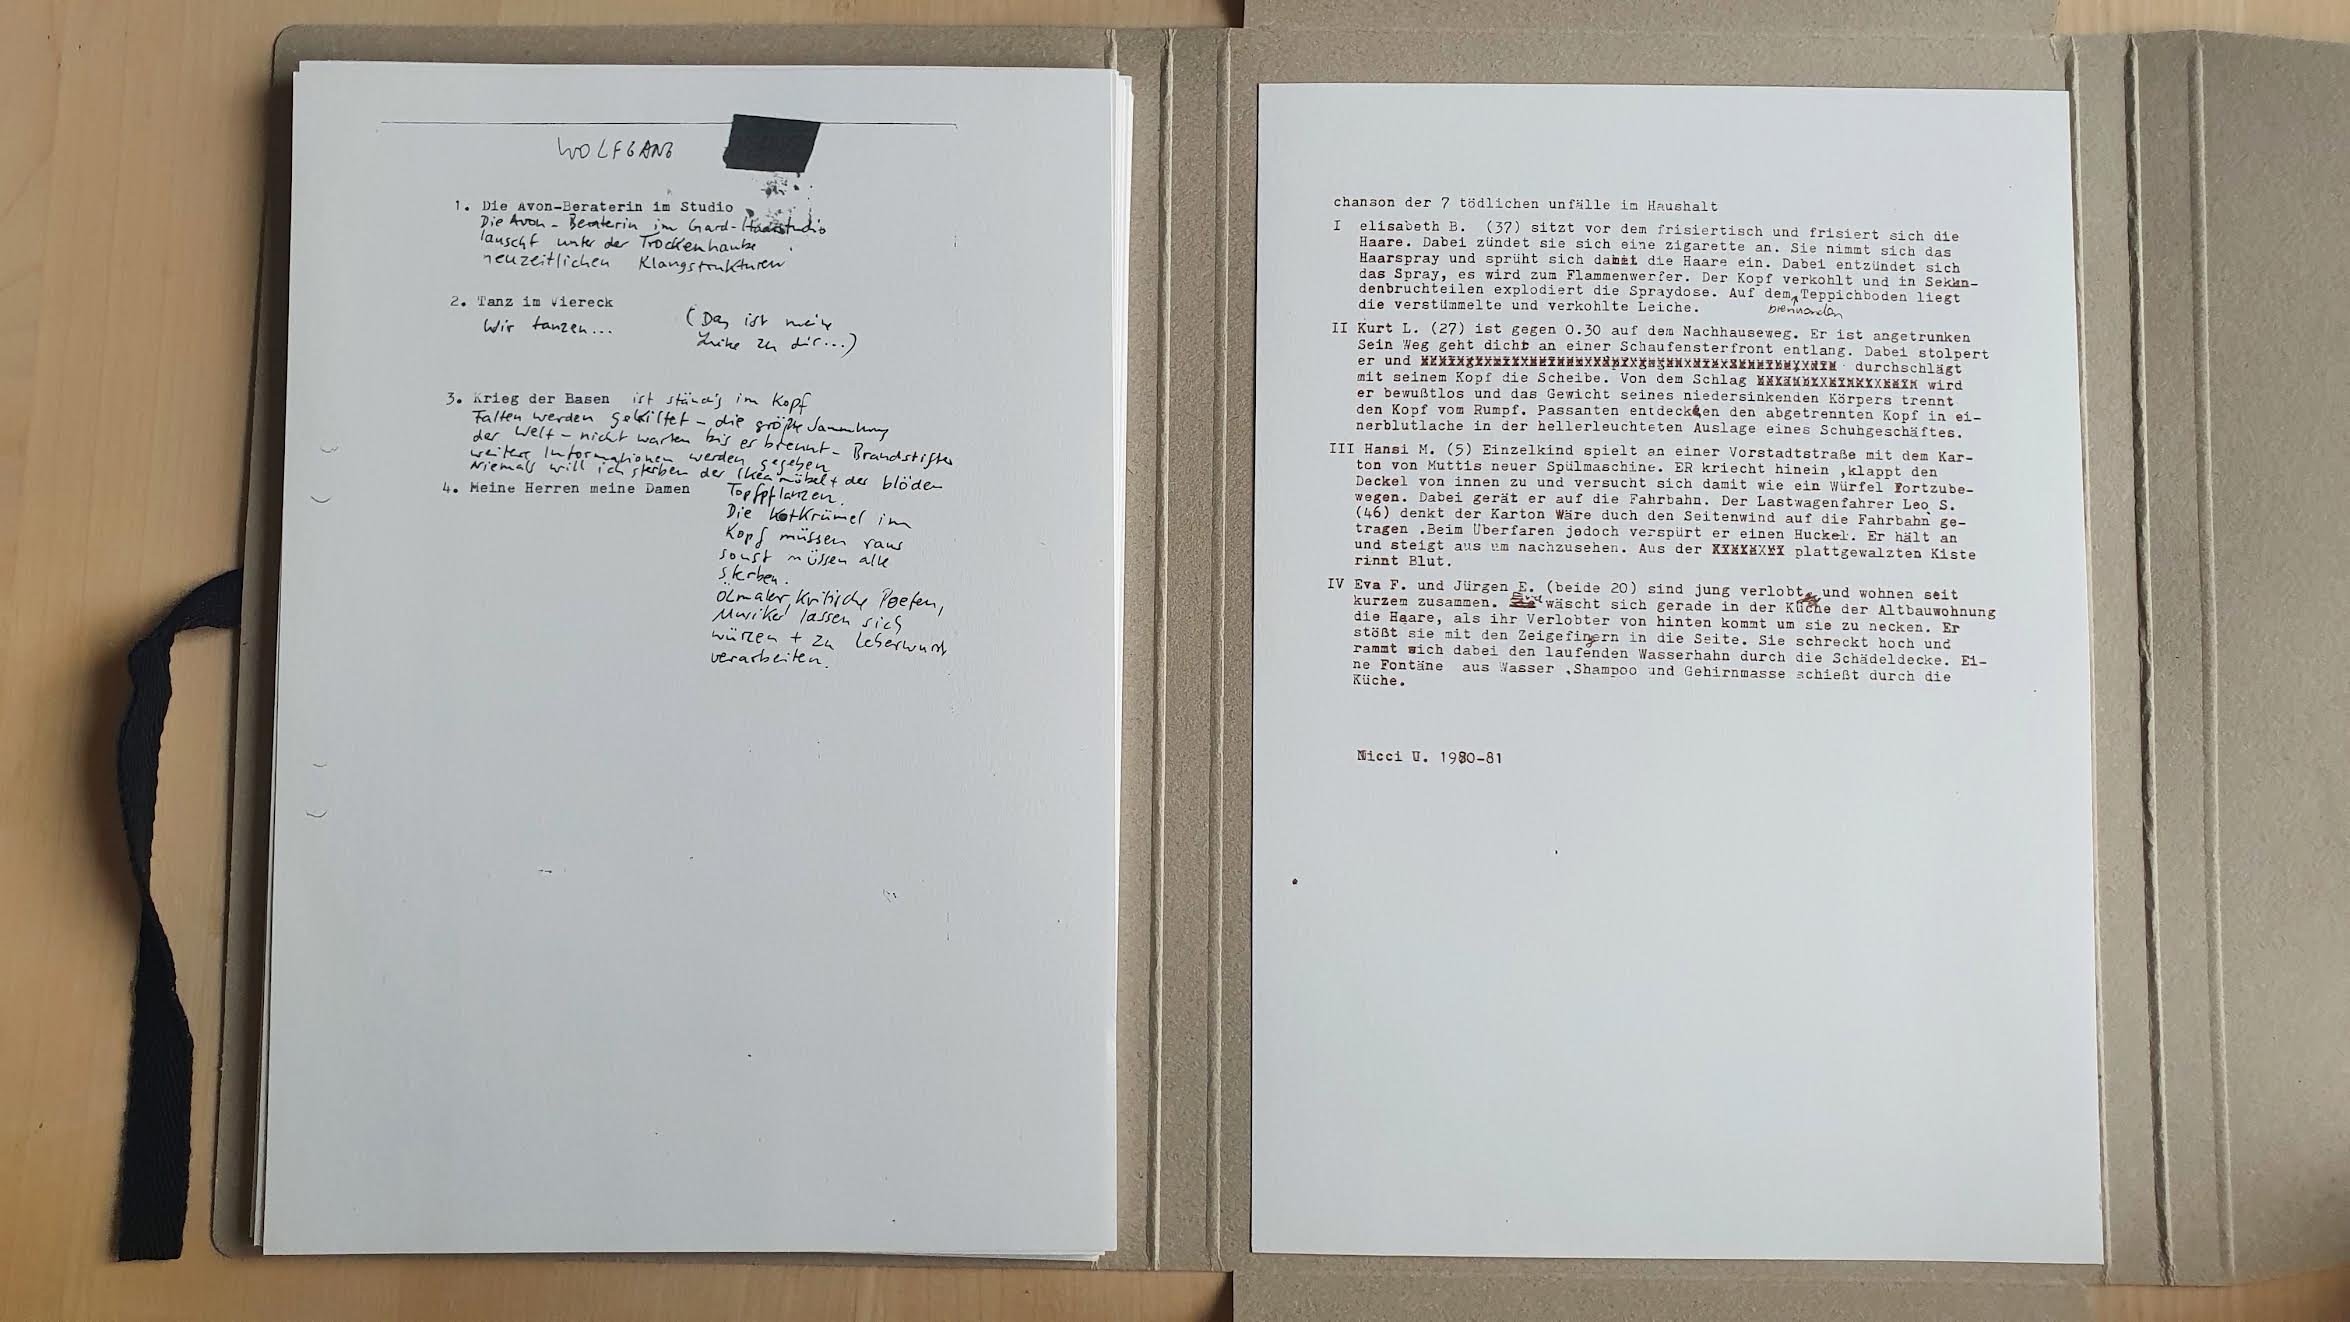 WOLFGANG
1. Die Avon-Beraterin im Studio
Die Avon-Beraterin im Gard-Haarstudio
lauscht unter der Trockenhaube
neuzeitlichen Klangstrukturen
2. Tanz im Viereck
Wir tanzen... (Das ist meine
Linie zu dir...)
3. Krieg der Basen ist ständig im Kopf
Falten werden gekittet - die größte Sammlung
der Welt - nicht warten bis es brennt - Brandstifter
weitere Informationen werden gegeben
Niemals will ich sterben der Ikeamöbel + der blöden
4. Meine Herren meine Damen Topfpflanzen.
Die Kotkrümel im
Kopf müssen raus
sonst müssen alle
sterben.
Ölmaler, Kritische Poeten,
Musiker lassen sich
würzen + zu Leberwurst
verarbeiten.
chanson der 7 tödlichen unfälle im Haushalt
I elisabeth B. (37) sitzt vor dem frisiertisch und frisiert sich die
Haare. Dabei zündet sie sich eine zigarette an. Sie nimmt sich das
Haarspray und sprüht sich damit die Haare ein. Dabei entzündet sich
das Spray, es wird zum Flammenwerfer. Der Kopf verkohlt und in Sekun-
denbruchteilen explodiert die Spraydose. Auf dem Teppichboden liegt
die verstümmelte und verkohlte Leiche. brennenden
II Kurt L. (27) ist gegen 0.30 auf dem Nachhauseweg. Er ist angetrunken
Sein Weg geht dicht an einer Schaufensterfront entlang. Dabei stolpert
er und durchschlägt
mit seinem Kopf die Scheibe. Von dem Schlag wird
er bewußtlos und das Gewicht seines niedersinkenden Körpers trennt
den Kopf vom Rumpf. Passanten entdecken den abgetrennten Kopf in ei-
nerblutlache in der hellerleuchteten Auslage eines Schuhgeschäftes.
III Hansi M. (5) Einzelkind spielt an einer Vorstadtstraße mit dem Kar-
ton von Muttis neuer Spülmaschine. ER kriecht hinein ,klappt den
Deckel von innen zu und versucht sich damit wie ein Würfel Fortzube-
wegen. Dabei gerät er auf die Fahrbahn. Der Lastwagenfahrer Leo S.
(46) denkt der Karton Wäre duch den Seitenwind auf die Fahrbahn ge-
tragen .Beim Überfaren jedoch verspürt er einen Huckel. Er hält an
und steigt aus um nachzusehen. Aus der plattgewalzten Kiste
rinnt Blut.
IV Eva F. und Jürgen E. (beide 20) sind jung verlobt und wohnen seit
kurzem zusammen. wäscht sich gerade in der Küche der Altbauwohnung
die Haare, als ihr Verlobter von hinten kommt um sie zu necken. Er
stößt sie mit den Zeigefingern in die Seite. Sie schreckt hoch und
rammt sich dabei den laufenden Wasserhahn durch die Schädeldecke. Ei-
ne Fontäne aus Wasser ,Shampoo und Gehirnmasse schießt durch die
Küche.
Nicci U. 1980-81